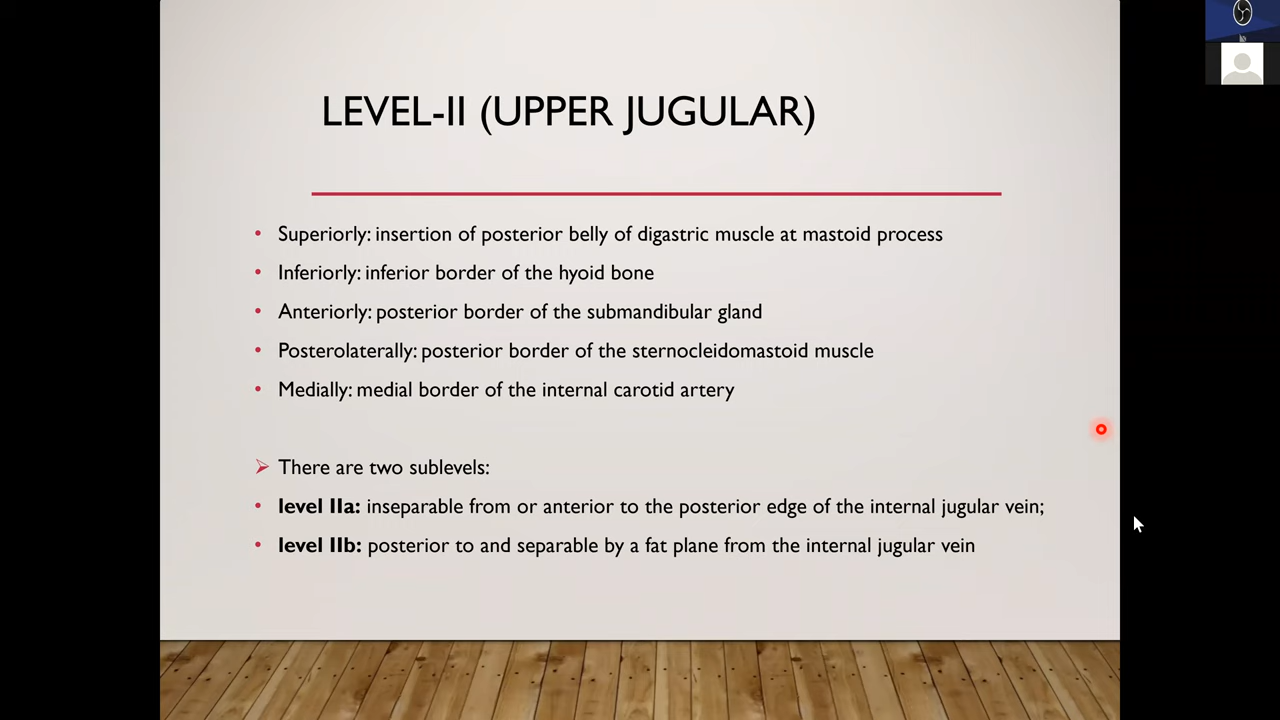 LEVEL-II (UPPER JUGULAR)
• Superiorly: insertion of posterior belly of digastric muscle at mastoid process
• Inferiorly: inferior border of the hyoid bone
• Anteriorly: posterior border of the submandibular gland
• Posterolaterally: posterior border of the sternocleidomastoid muscle
• Medially: medial border of the internal carotid artery
➢ There are two sublevels:
• level IIa: inseparable from or anterior to the posterior edge of the internal jugular vein;
• level IIb: posterior to and separable by a fat plane from the internal jugular vein